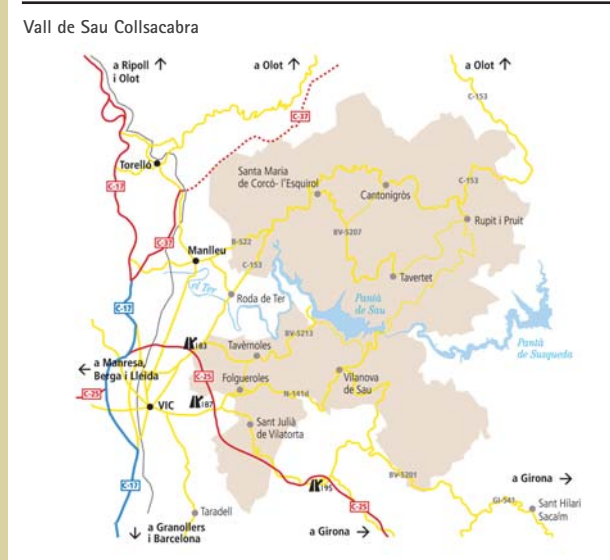 Vall de Sau Collsacabra
a Ripoll
i Olot
a Olot
a Olot
C-153
C-37
Torelló
C-17
Santa Maria
de Corcó- l'Esquirol
Cantonigròs
C-153
Rupit i Pruit
C-37
B-522
BV-5207
Manlleu
C-153
Tavertet
el Ter
Roda de Ter
Pantà
de Sau
C-17
BV-5213
Pantà
de Susqueda
183
Tavèrnoles
a Manresa,
Berga i Lleida
C-25
C-25
Folgueroles
Vilanova
de Sau
N-141d
187
VIC
Sant Julià
de Vilatorta
BV-5201
C-17
195
a Girona
GI-541
Sant Hilari
Sacalm
Taradell
C-25
a Granollers
i Barcelona
a Girona